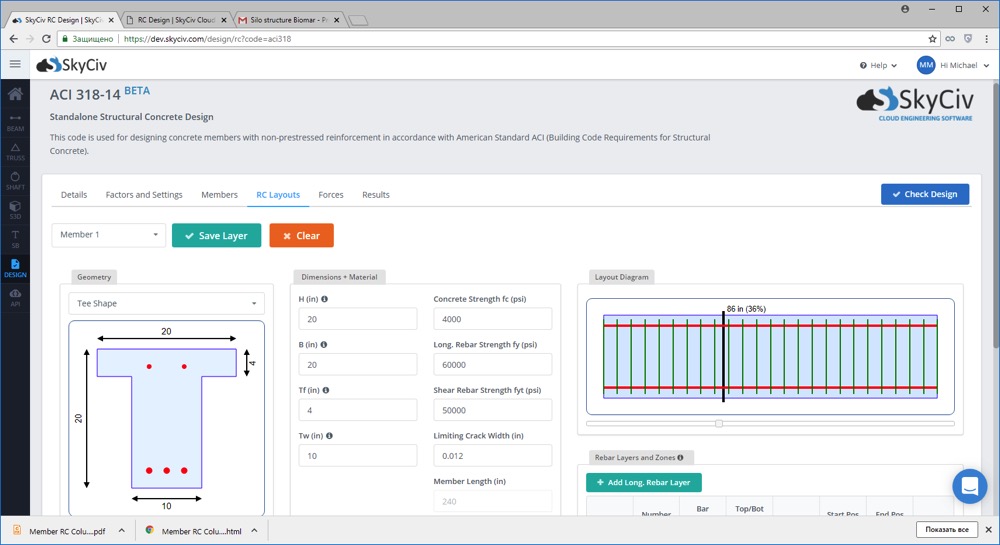 SkyCiv RC Design | SkyCi
RC Design | SkyCiv Cloud
Silo structure Biomar - P
Защищено
https://dev.skyciv.com/design/rc?code=aci318
SkyCiv
Help
MM
Hi Michael
ACI 318-14 BETA
SkyCiv
CLOUD ENGINEERING SOFTWARE
Standalone Structural Concrete Design
This code is used for designing concrete members with non-prestressed reinforcement in accordance with American Standard ACI (Building Code Requirements for Structural
Concrete).
BEAM
TRUSS
SHAFT
S3D
SB
DESIGN
API
Details
Factors and Settings
Members
RC Layouts
Forces
Results
Check Design
Member 1
Save Layer
Clear
Geometry
Tee Shape
20
4
20
10
Dimensions + Material
H (in)
Concrete Strength fc (psi)
20
4000
B (in)
Long. Rebar Strength fy (psi)
20
60000
Tf (in)
Shear Rebar Strength fyt (psi)
4
50000
Tw (in)
Limiting Crack Width (in)
10
0.012
Member Length (in)
240
Layout Diagram
86 in (36%)
Rebar Layers and Zones
Add Long. Rebar Layer
Number
Bar
Top/Bot
Start Pos
End Pos
Member RC Colu....pdf
Member RC Colu....html
Показать все